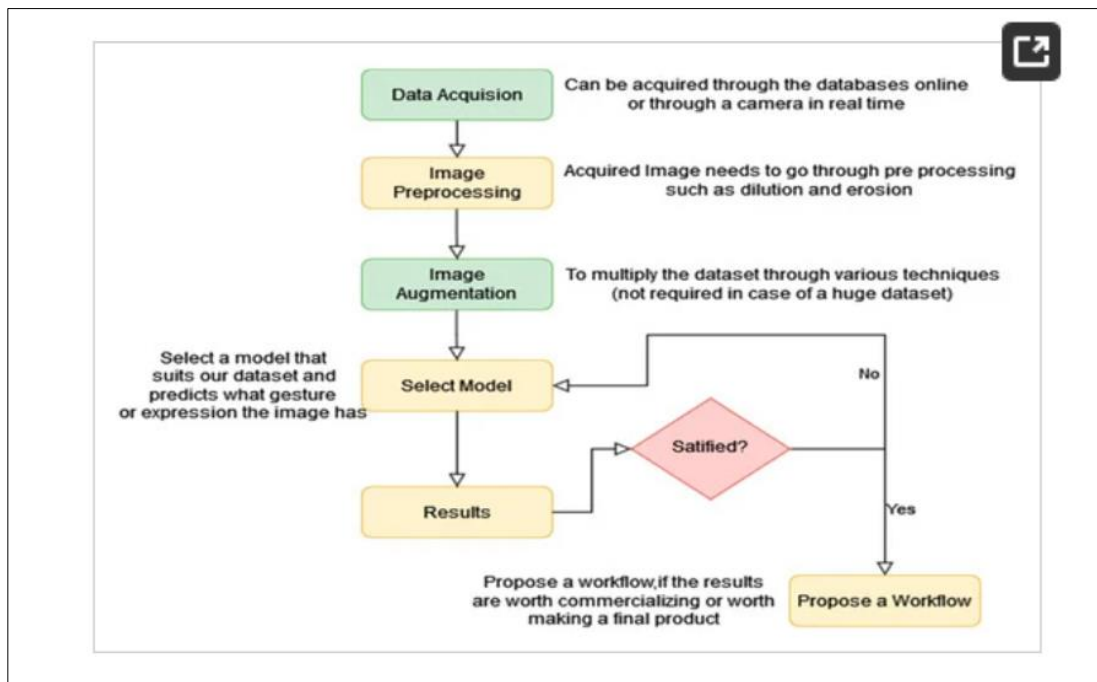 Data Acquision
Can be acquired through the databases online
or through a camera in real time
Image
Preprocessing
Acquired Image needs to go through pre processing
such as dilution and erosion
Image
Augmentation
To multiply the dataset through various techniques
(not required in case of a huge dataset)
Select a model that
suits our dataset and
predicts what gesture
or expression the image has
Select Model
No
Satified?
Results
Yes
Propose a workflow,if the results
are worth commercializing or worth
making a final product
Propose a Workflow